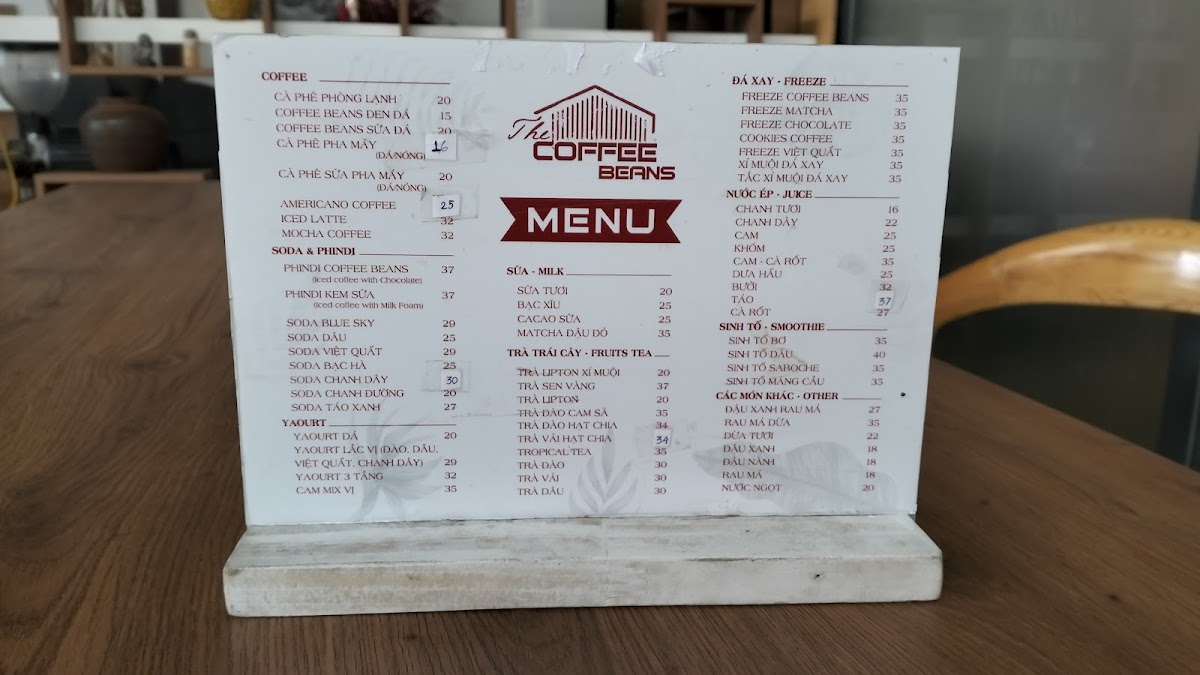 COFFEE
CÀ PHÊ PHÒNG LẠNH 20
COFFEE BEANS ĐEN ĐÁ 15
COFFEE BEANS SỮA ĐÁ 20
CÀ PHÊ PHA MÁY 16
(ĐÁ/NÓNG)
CÀ PHÊ SỮA PHA MÁY 20
(ĐÁ/NÓNG)
AMERICANO COFFEE 25
ICED LATTE 32
MOCHA COFFEE 32
SODA & PHINDI
PHINDI COFFEE BEANS 37
(Iced coffee with Chocolate)
PHINDI KEM SỮA 37
(Iced coffee with Milk Foam)
SODA BLUE SKY 29
SODA DÂU 25
SODA VIỆT QUẤT 29
SODA BẠC HÀ 25
SODA CHANH DÂY 30
SODA CHANH ĐƯỜNG 20
SODA TÁO XANH 27
YAOURT
YAOURT ĐÁ 20
YAOURT LẮC VỊ (ĐÀO, DÂU,
VIỆT QUẤT, CHANH DÂY) 29
YAOURT 3 TẦNG 32
CAM MIX VỊ 35
The
COFFEE
BEANS
MENU
SỮA - MILK
SỮA TƯƠI 20
BẠC XỈU 25
CACAO SỮA 25
MATCHA ĐẬU ĐỎ 35
TRÀ TRÁI CÂY - FRUITS TEA
TRÀ LIPTON XÍ MUỘI 20
TRÀ SEN VÀNG 37
TRÀ LIPTON 20
TRÀ ĐÀO CAM SẢ 35
TRÀ ĐÀO HẠT CHIA 34
TRÀ VẢI HẠT CHIA 34
TROPICAL TEA 35
TRÀ ĐÀO 30
TRÀ VẢI 30
TRÀ DÂU 30
ĐÁ XAY - FREEZE
FREEZE COFFEE BEANS 35
FREEZE MATCHA 35
FREEZE CHOCOLATE 35
COOKIES COFFEE 35
FREEZE VIỆT QUẤT 35
XÍ MUỘI ĐÁ XAY 35
TẮC XÍ MUỘI ĐÁ XAY 35
NƯỚC ÉP - JUICE
CHANH TƯƠI 16
CHANH DÂY 22
CAM 25
KHÓM 25
CAM - CÀ RỐT 35
DƯA HẤU 25
BƯỞI 32
TÁO 37
CÀ RỐT 27
SINH TỐ - SMOOTHIE
SINH TỐ BƠ 35
SINH TỐ DÂU 40
SINH TỐ SABOCHE 35
SINH TỐ MÃNG CẦU 35
CÁC MÓN KHÁC - OTHER
ĐẬU XANH RAU MÁ 27
RAU MÁ DỪA 35
DỪA TƯƠI 22
ĐẬU XANH 18
ĐẬU NÀNH 18
RAU MÁ 18
NƯỚC NGỌT 20